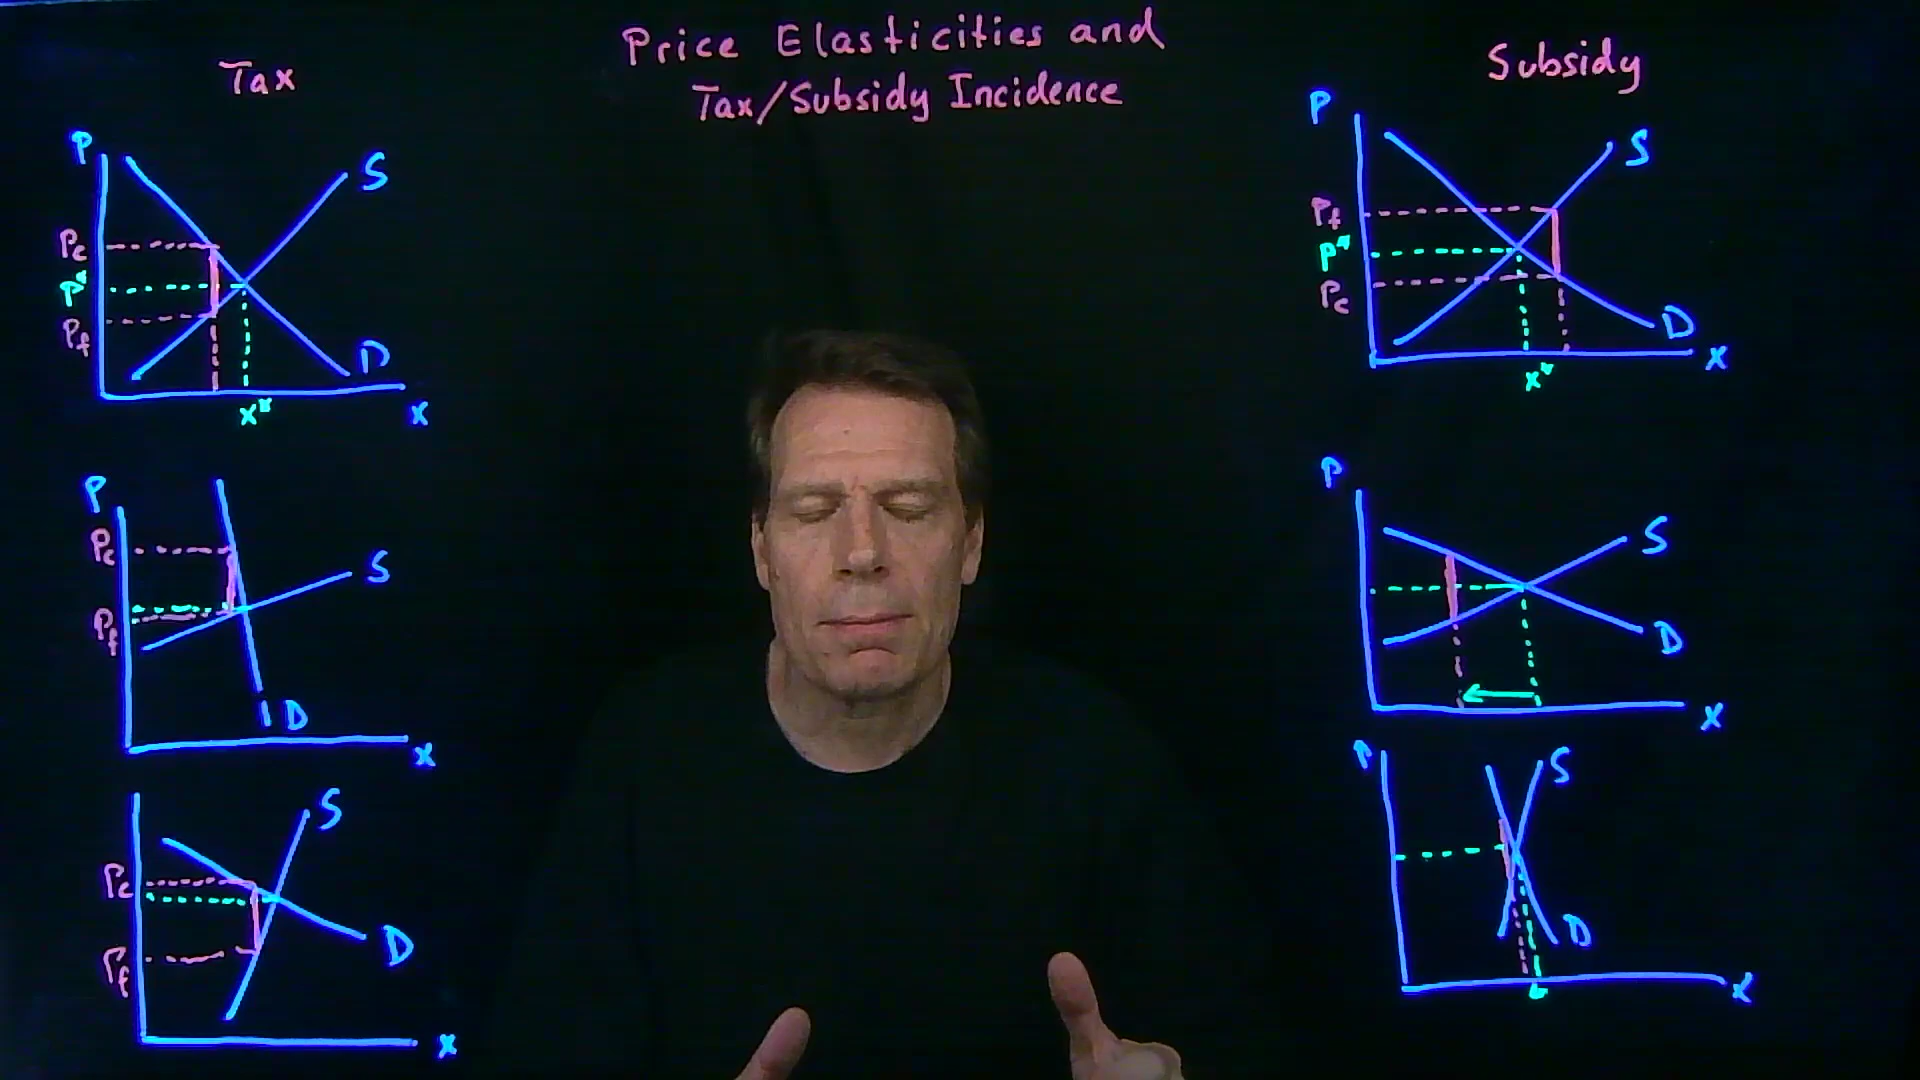 Price Elasticities and
Tax/Subsidy Incidence
Tax
P
S
Pc
P*
Pf
D
X*
X
P
Pc
S
Pf
D
X
S
Pc
D
Pf
X
Subsidy
P
S
Pf
P*
Pc
D
X
X*
P
S
D
X
P
S
D
X